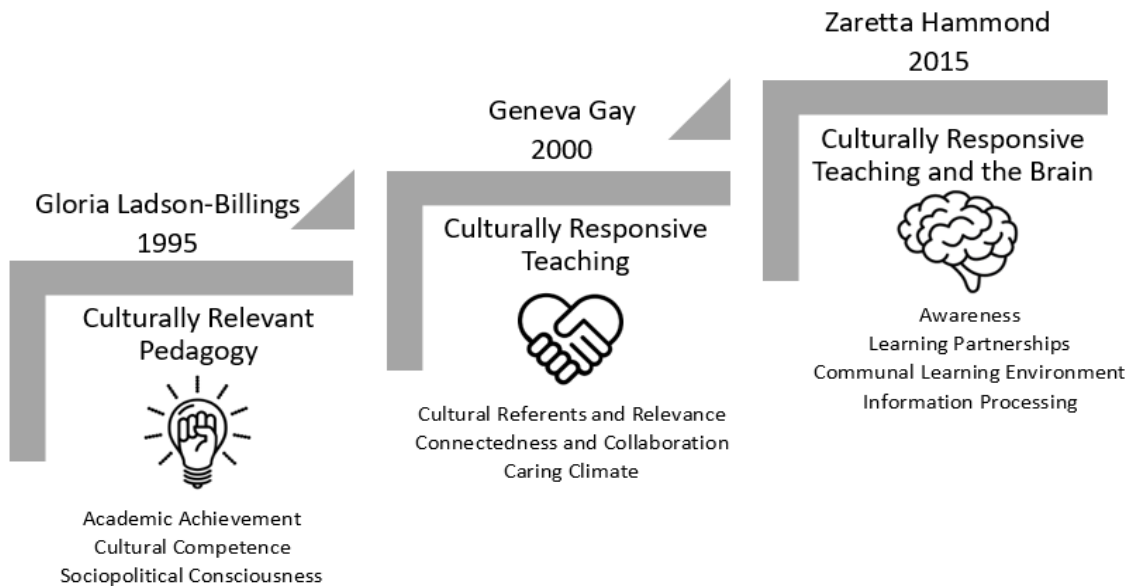 Gloria Ladson-Billings
1995
Culturally Relevant
Pedagogy
Academic Achievement
Cultural Competence
Sociopolitical Consciousness
Geneva Gay
2000
Culturally Responsive
Teaching
Cultural Referents and Relevance
Connectedness and Collaboration
Caring Climate
Zaretta Hammond
2015
Culturally Responsive
Teaching and the Brain
Awareness
Learning Partnerships
Communal Learning Environment
Information Processing